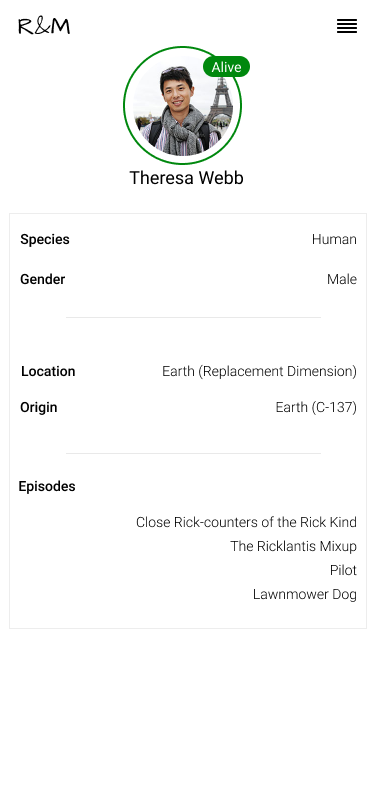 R&M
Alive
Theresa Webb
Species Human
Gender Male
Location Earth (Replacement Dimension)
Origin Earth (C-137)
Episodes
Close Rick-counters of the Rick Kind
The Ricklantis Mixup
Pilot
Lawnmower Dog